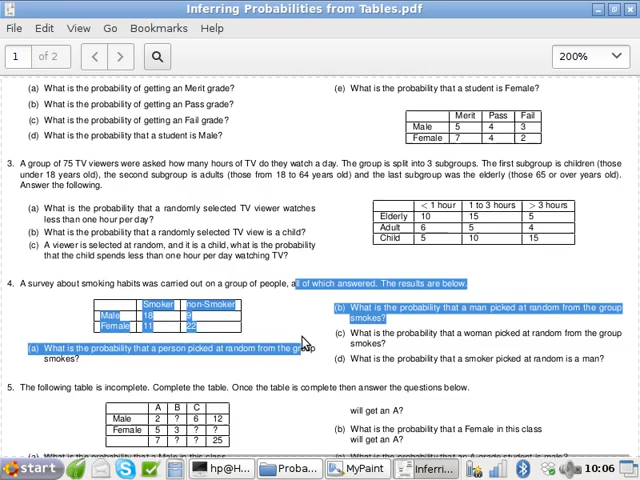 Inferring Probabilities from Tables.pdf
File Edit View Go Bookmarks Help
1 of 2 200%
(a) What is the probability of getting an Merit grade?
(b) What is the probability of getting an Pass grade?
(c) What is the probability of getting an Fail grade?
(d) What is the probability that a student is Male?
(e) What is the probability that a student is Female?
Merit Pass Fail
Male 5 4 3
Female 7 4 2
3. A group of 75 TV viewers were asked how many hours of TV do they watch a day. The group is split into 3 subgroups. The first subgroup is children (those
under 18 years old), the second subgroup is adults (those from 18 to 64 years old) and the last subgroup was the elderly (those 65 or over years old).
Answer the following.
(a) What is the probability that a randomly selected TV viewer watches
less than one hour per day?
(b) What is the probability that a randomly selected TV view is a child?
(c) A viewer is selected at random, and it is a child, what is the probability
that the child spends less than one hour per day watching TV?
< 1 hour 1 to 3 hours > 3 hours
Elderly 10 15 5
Adult 6 5 4
Child 5 10 15
4. A survey about smoking habits was carried out on a group of people, all of which answered. The results are below.
Smoker non-Smoker
Male 18 9
Female 11 22
(a) What is the probability that a person picked at random from the group
smokes?
(b) What is the probability that a man picked at random from the group
smokes?
(c) What is the probability that a woman picked at random from the group
smokes?
(d) What is the probability that a smoker picked at random is a man?
5. The following table is incomplete. Complete the table. Once the table is complete then answer the questions below.
A B C
Male 2 ? 6 12
Female 5 3 ? ?
7 ? ? 25
will get an A?
(b) What is the probability that a Female in this class
will get an A?
start hp@H... Proba... MyPaint Inferri... 10:06